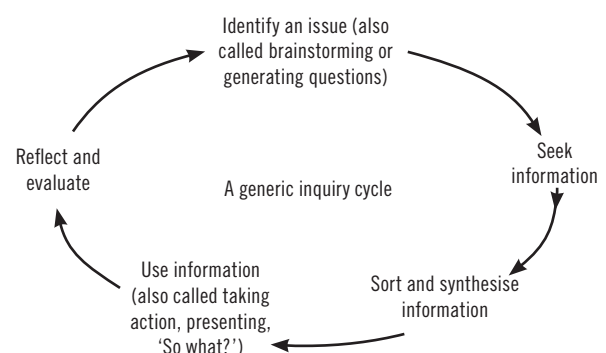 Identify an issue (also
called brainstorming or
generating questions)
Seek
information
Sort and synthesise
information
Use information
(also called taking
action, presenting,
‘So what?’)
Reflect and
evaluate
A generic inquiry cycle